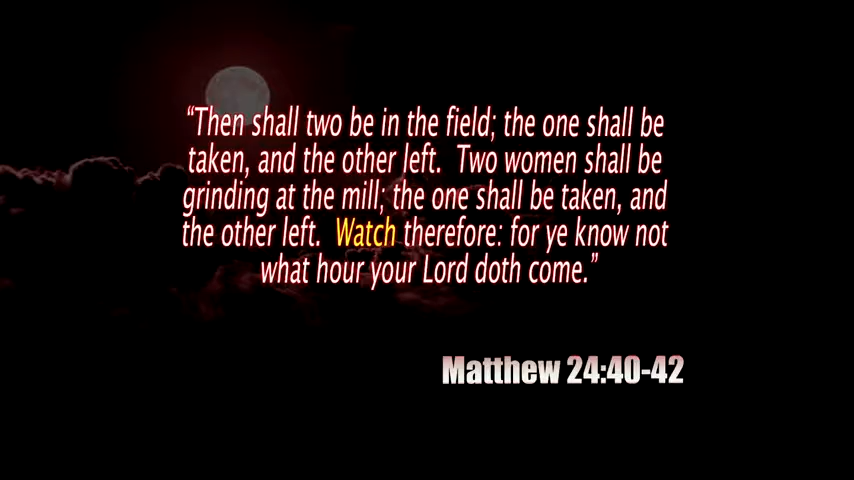 “Then shall two be in the field; the one shall be
taken, and the other left.  Two women shall be
grinding at the mill; the one shall be taken, and
the other left.  Watch therefore: for ye know not
what hour your Lord doth come.”
Matthew 24:40-42